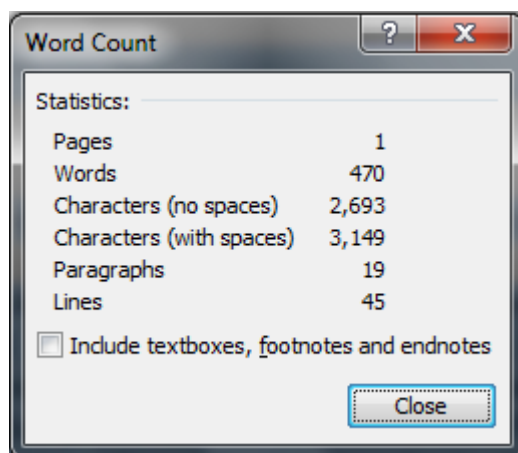 Word Count
?
X
Statistics:
Pages 1
Words 470
Characters (no spaces) 2,693
Characters (with spaces) 3,149
Paragraphs 19
Lines 45
Include textboxes, footnotes and endnotes
Close